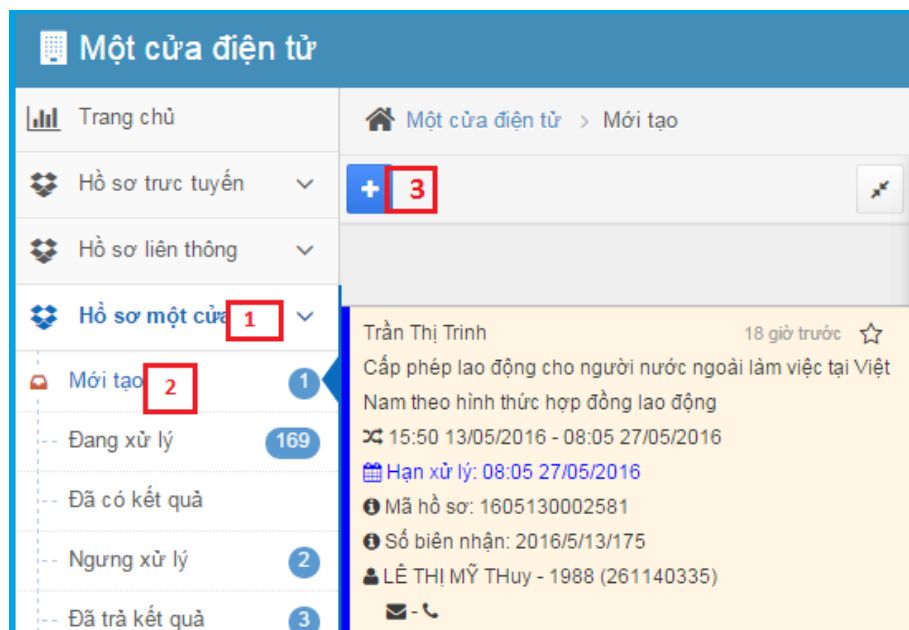 Một cửa điện tử
Trang chủ
Hồ sơ trưc tuyến
Hồ sơ liên thông
Hồ sơ một cửa 1
Mới tạo 2 1
Đang xử lý 169
Đã có kết quả
Ngưng xử lý 2
Đã trả kết quả 3
Một cửa điện tử > Mới tạo
+ 3
Trần Thị Trinh 18 giờ trước
Cấp phép lao động cho người nước ngoài làm việc tại Việt
Nam theo hình thức hợp đồng lao động
15:50 13/05/2016 - 08:05 27/05/2016
Hạn xử lý: 08:05 27/05/2016
Mã hồ sơ: 1605130002581
Số biên nhận: 2016/5/13/175
LÊ THỊ MỸ THuy - 1988 (261140335)
-